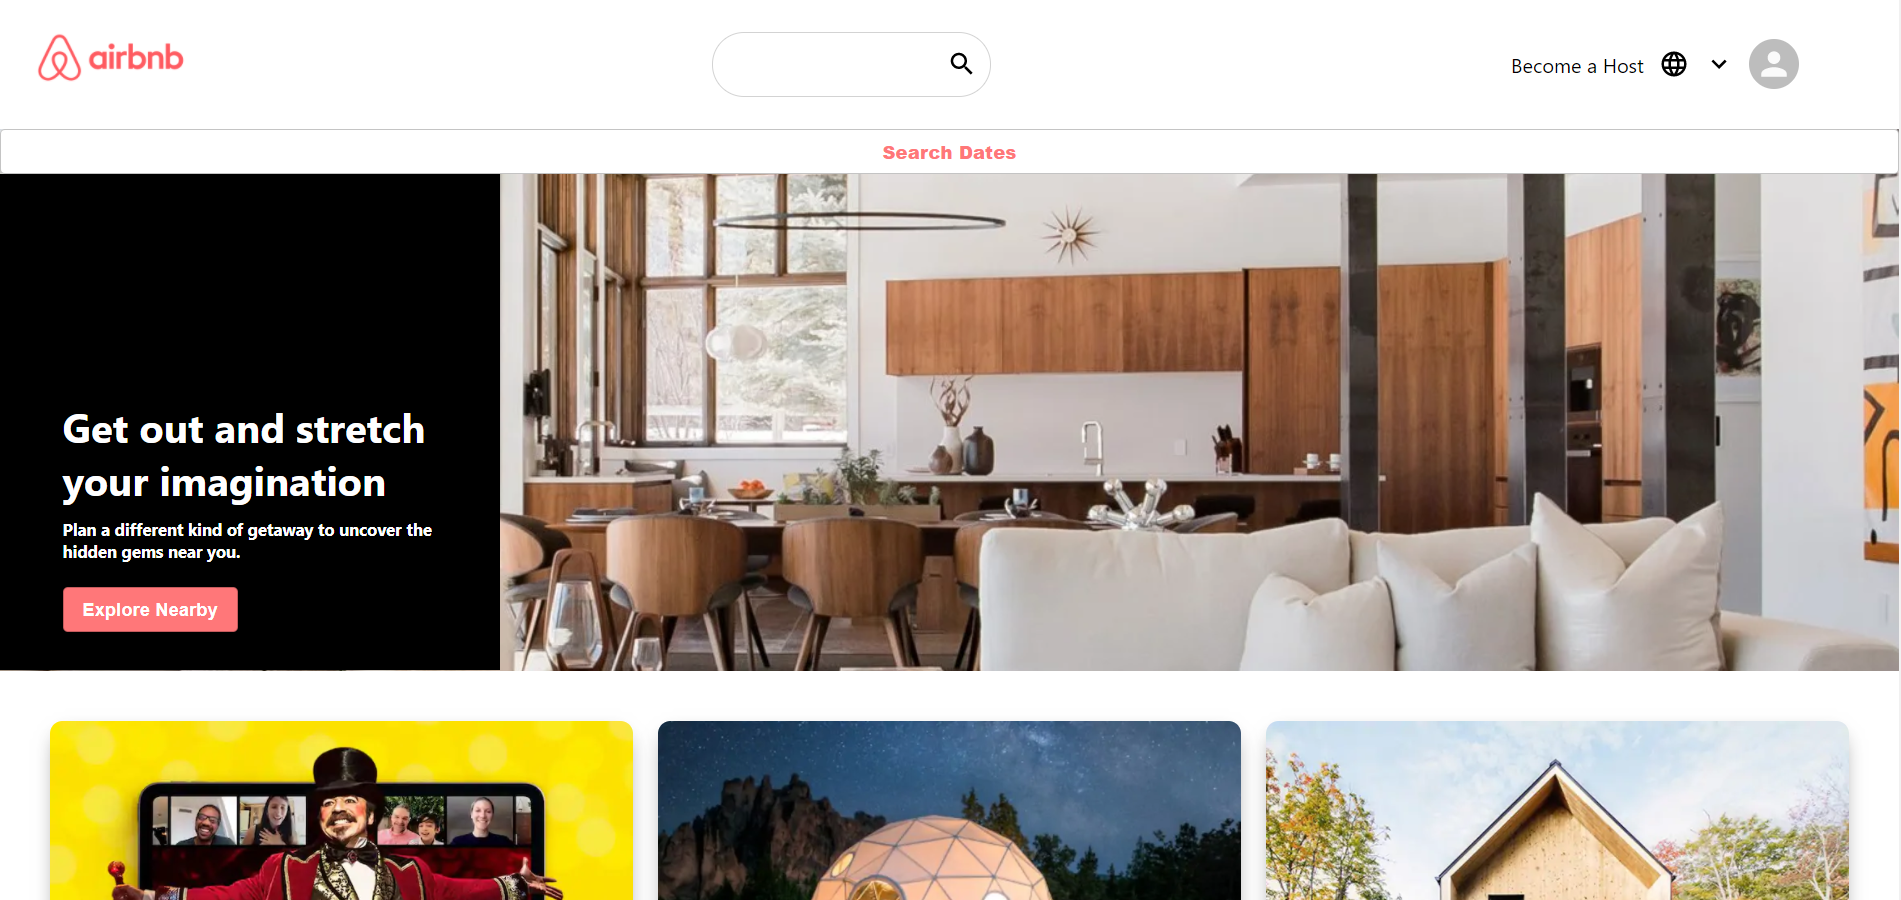 airbnb
Become a Host
Search Dates
Get out and stretch
your imagination
Plan a different kind of getaway to uncover the
hidden gems near you.
Explore Nearby